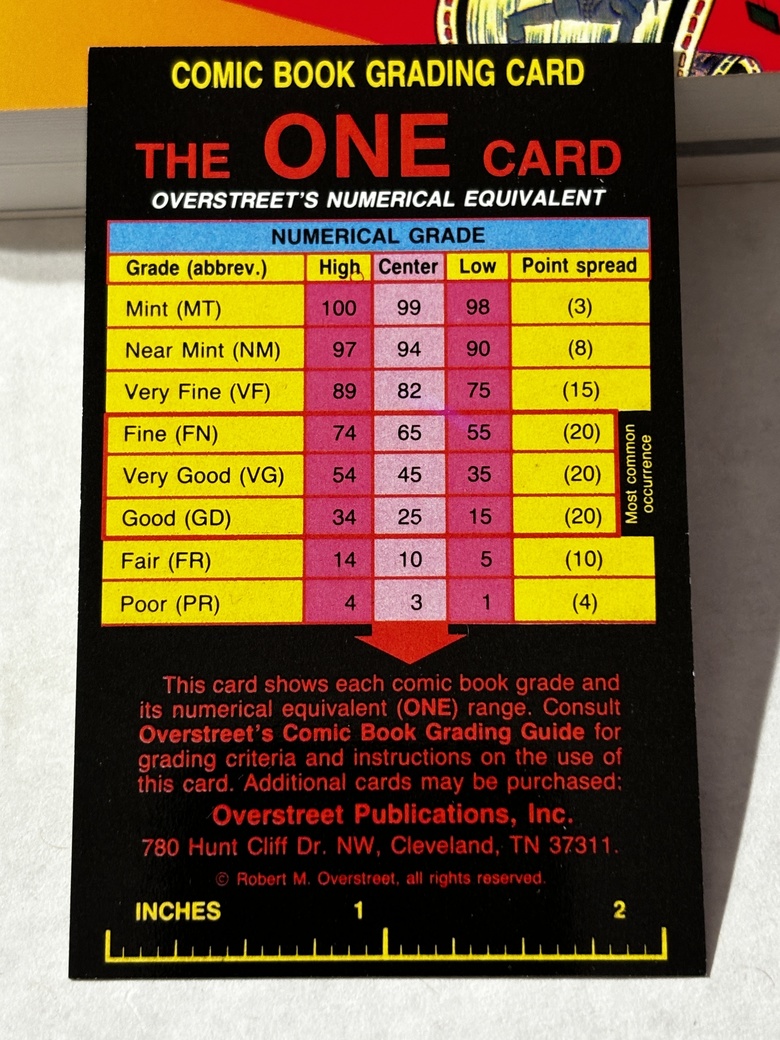 COMIC BOOK GRADING CARD
THE ONE CARD
OVERSTREET'S NUMERICAL EQUIVALENT
NUMERICAL GRADE
Grade (abbrev.) High Center Low Point spread
Mint (MT) 100 99 98 (3)
Near Mint (NM) 97 94 90 (8)
Very Fine (VF) 89 82 75 (15)
Fine (FN) 74 65 55 (20)
Very Good (VG) 54 45 35 (20)
Good (GD) 34 25 15 (20)
Most common
occurrence
Fair (FR) 14 10 5 (10)
Poor (PR) 4 3 1 (4)
This card shows each comic book grade and
its numerical equivalent (ONE) range. Consult
Overstreet's Comic Book Grading Guide for
grading criteria and instructions on the use of
this card. Additional cards may be purchased:
Overstreet Publications, Inc.
780 Hunt Cliff Dr. NW, Cleveland, TN 37311.
© Robert M. Overstreet, all rights reserved.
INCHES 1 2